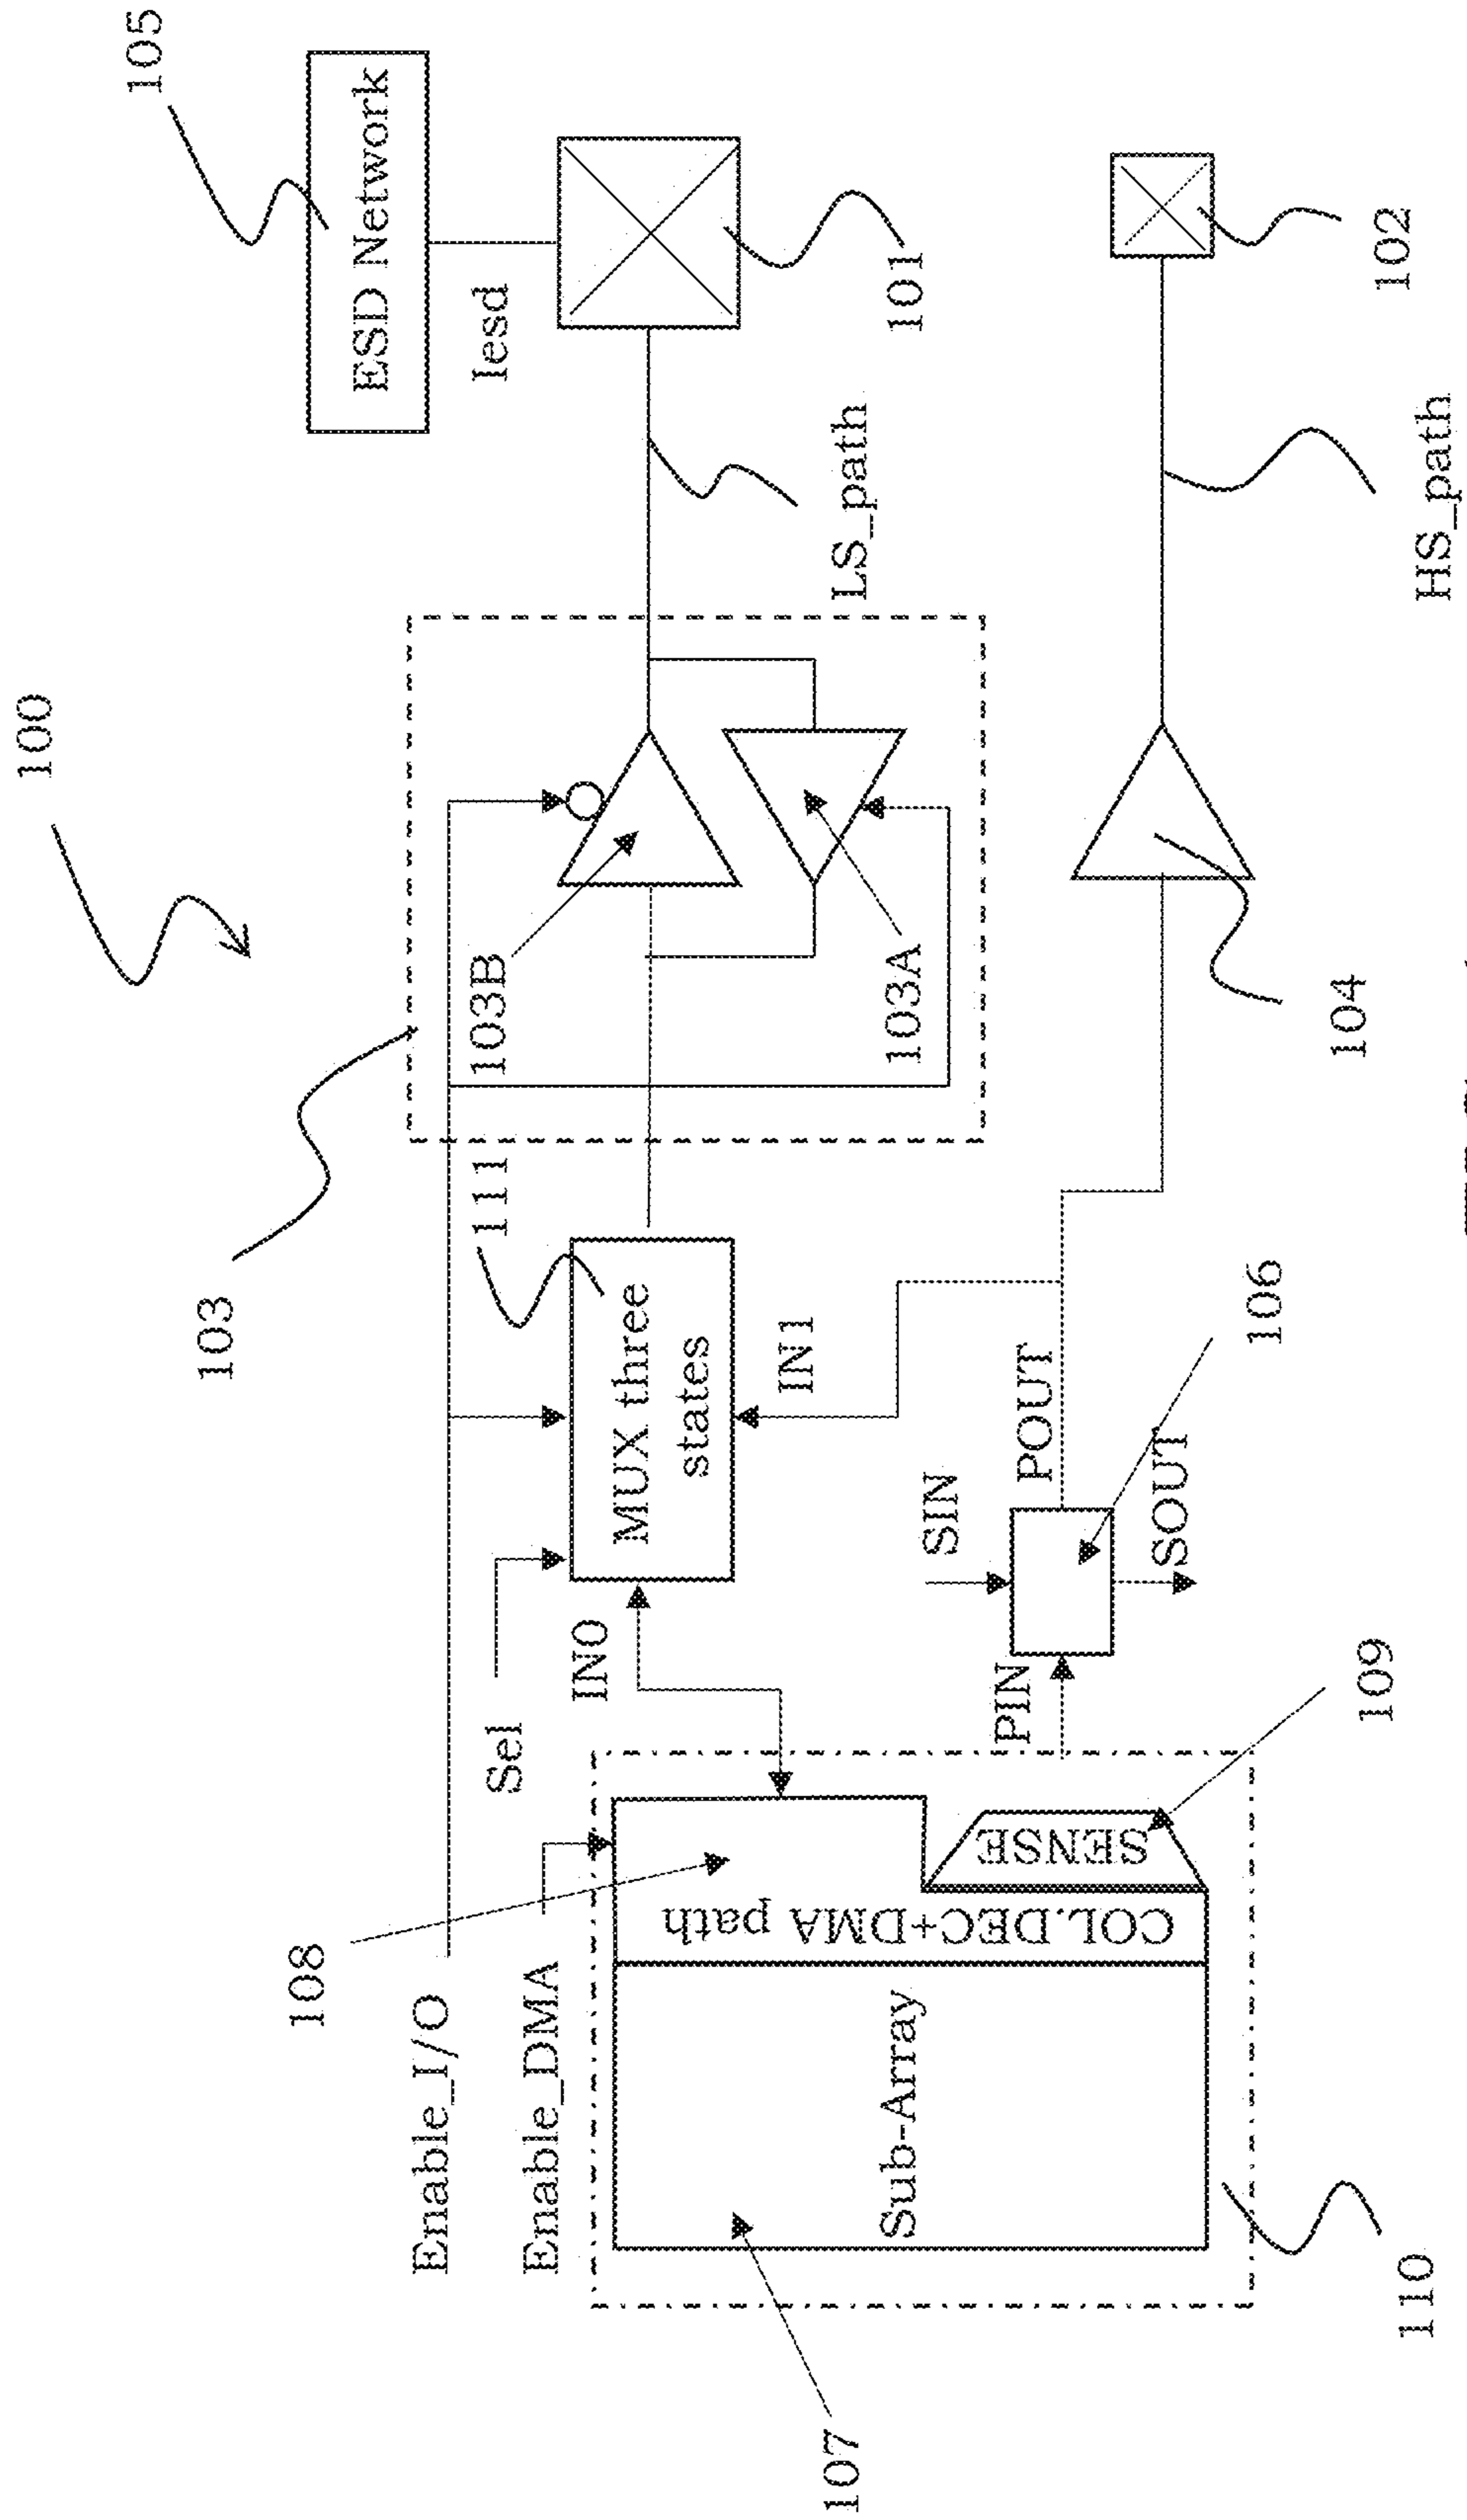 100
105
103
ESD Network
Iesd
101
LS_path
103B
103A
111
MUX three
states
Sel
IN0
IN1
Enable_I/O
Enable_DMA
108
107
Sub-Array
COL.DEC+DMA path
SENSE
109
110
PIN
SIN
POUT
SOUT
106
104
HS_path
102